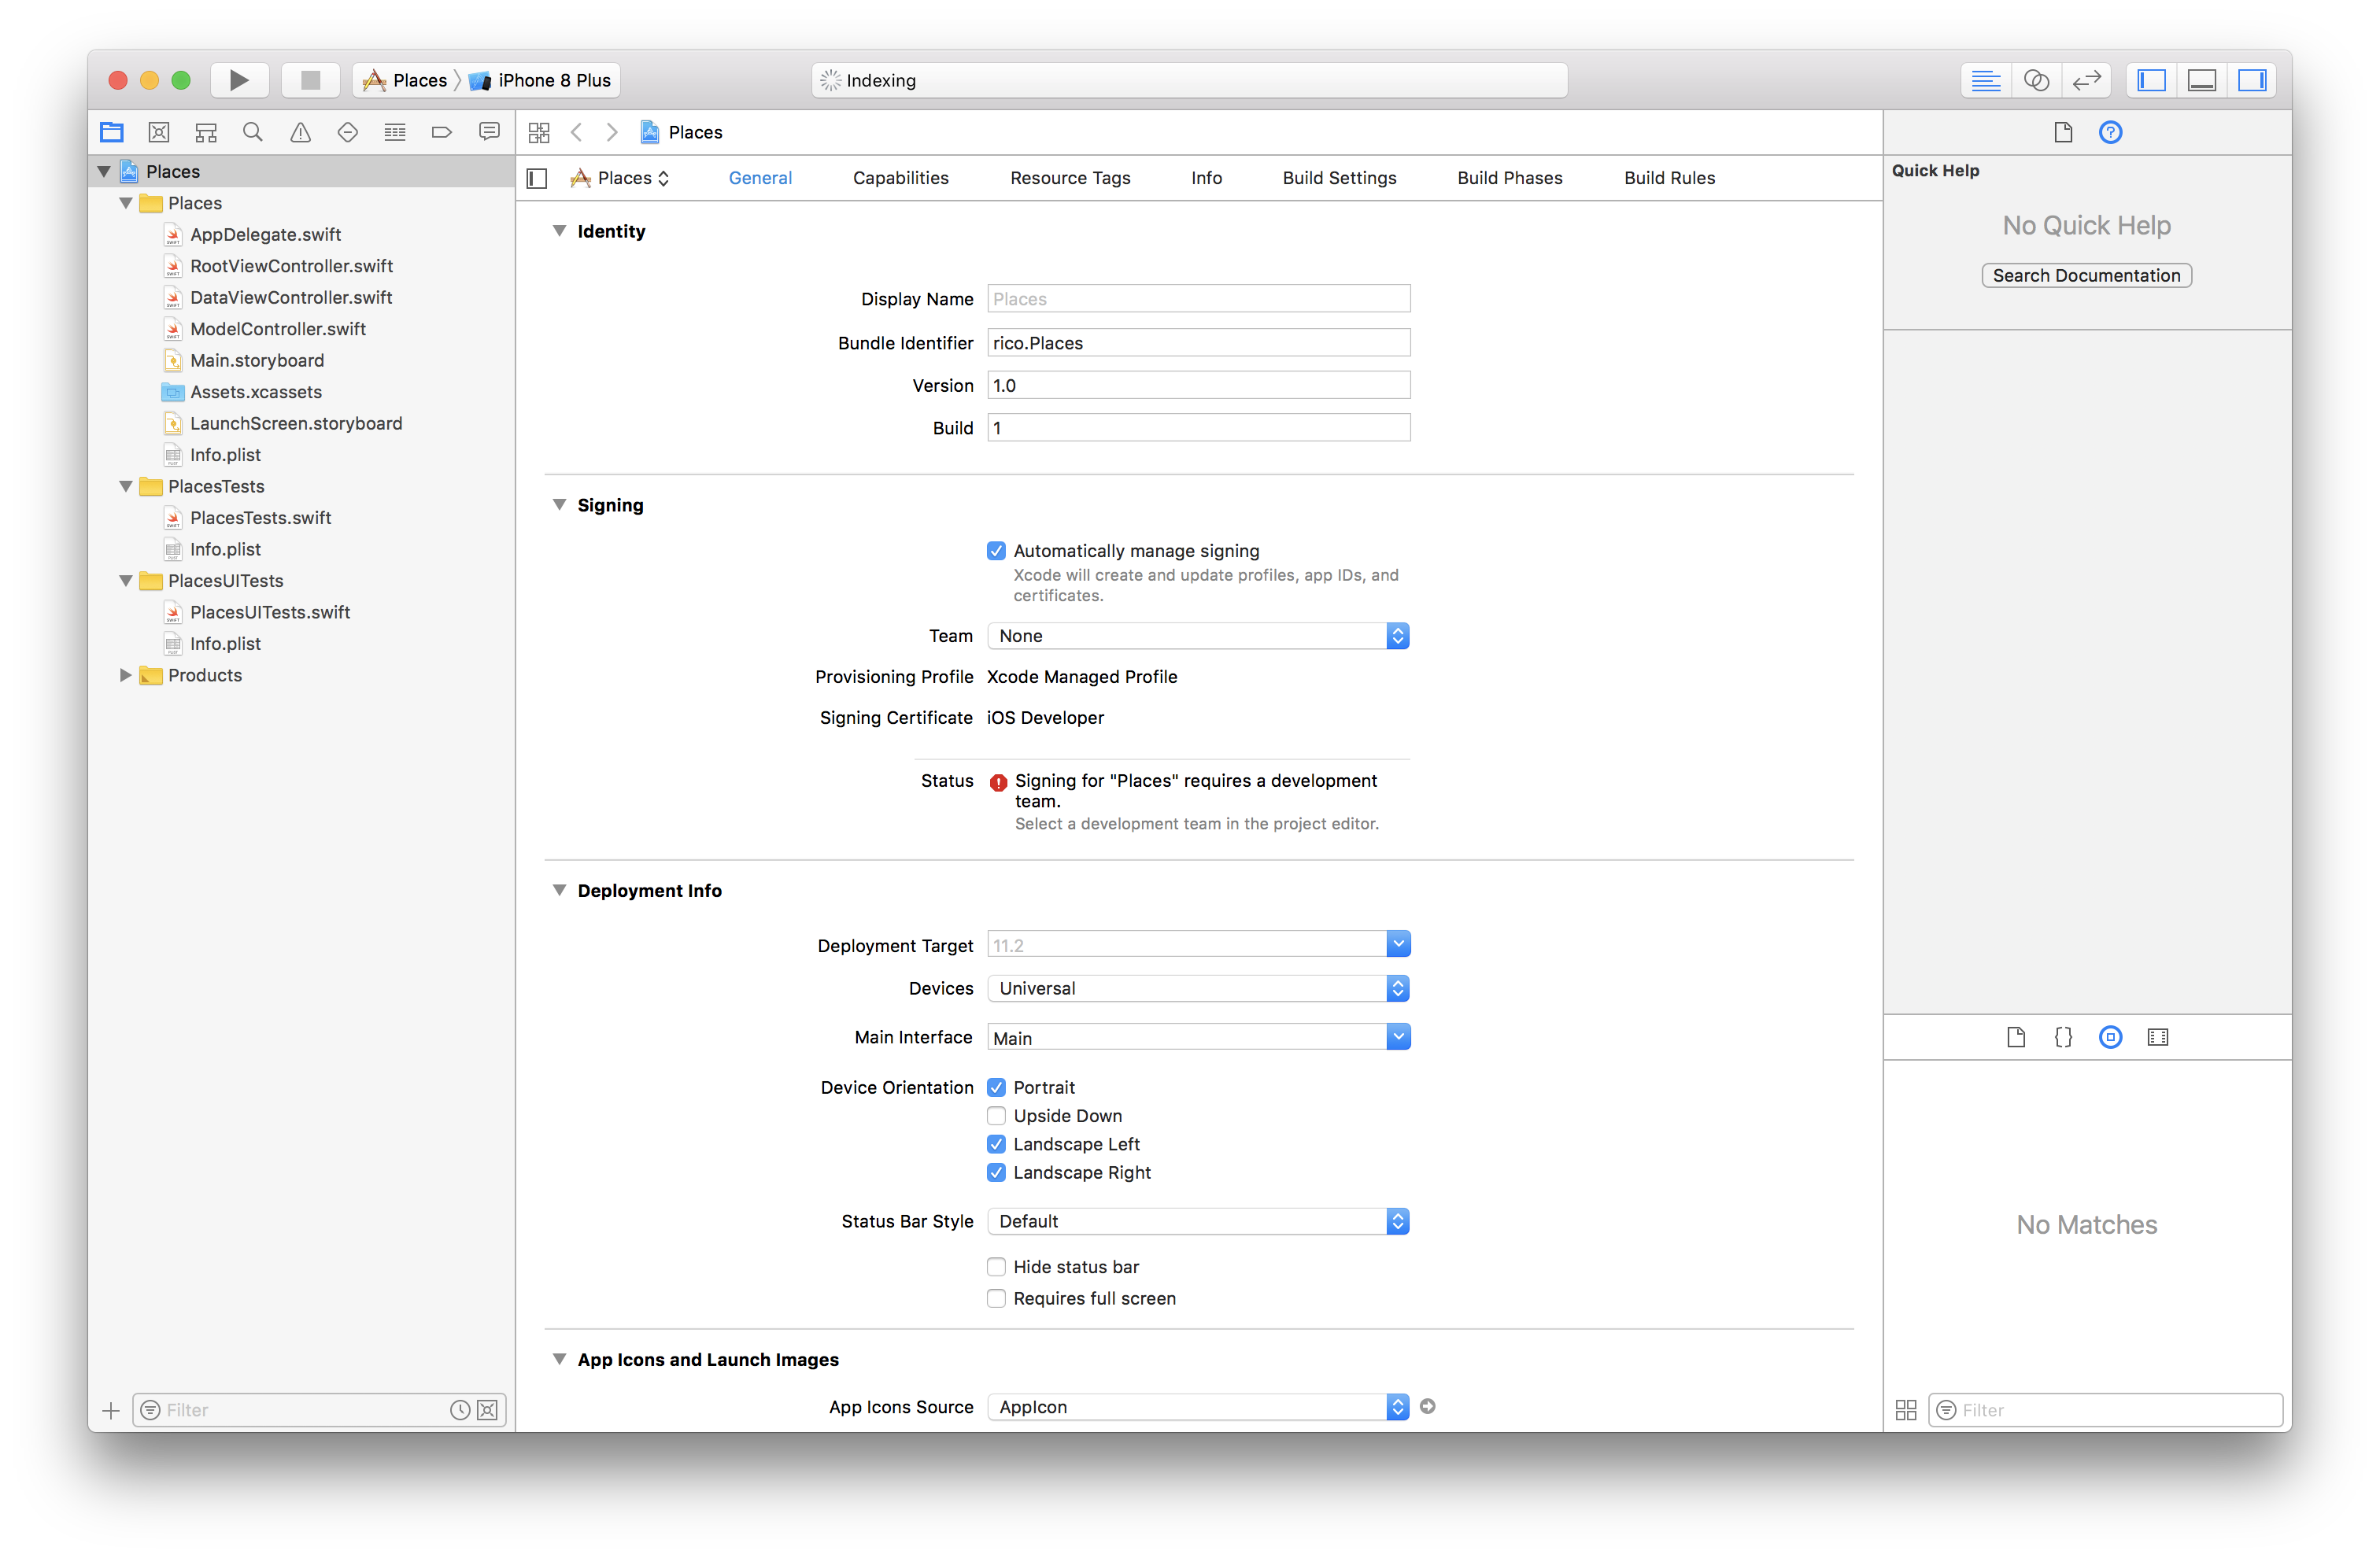 Places
iPhone 8 Plus
Indexing
Places
Places
Places
AppDelegate.swift
RootViewController.swift
DataViewController.swift
ModelController.swift
Main.storyboard
Assets.xcassets
LaunchScreen.storyboard
Info.plist
PlacesTests
PlacesTests.swift
Info.plist
PlacesUITests
PlacesUITests.swift
Info.plist
Products
Filter
Places General Capabilities Resource Tags Info Build Settings Build Phases Build Rules
Identity
Display Name Places
Bundle Identifier rico.Places
Version 1.0
Build 1
Signing
Automatically manage signing
Xcode will create and update profiles, app IDs, and
certificates.
Team None
Provisioning Profile Xcode Managed Profile
Signing Certificate iOS Developer
Status Signing for "Places" requires a development
team.
Select a development team in the project editor.
Deployment Info
Deployment Target 11.2
Devices Universal
Main Interface Main
Device Orientation Portrait
Upside Down
Landscape Left
Landscape Right
Status Bar Style Default
Hide status bar
Requires full screen
App Icons and Launch Images
App Icons Source AppIcon
Quick Help
No Quick Help
Search Documentation
No Matches
Filter